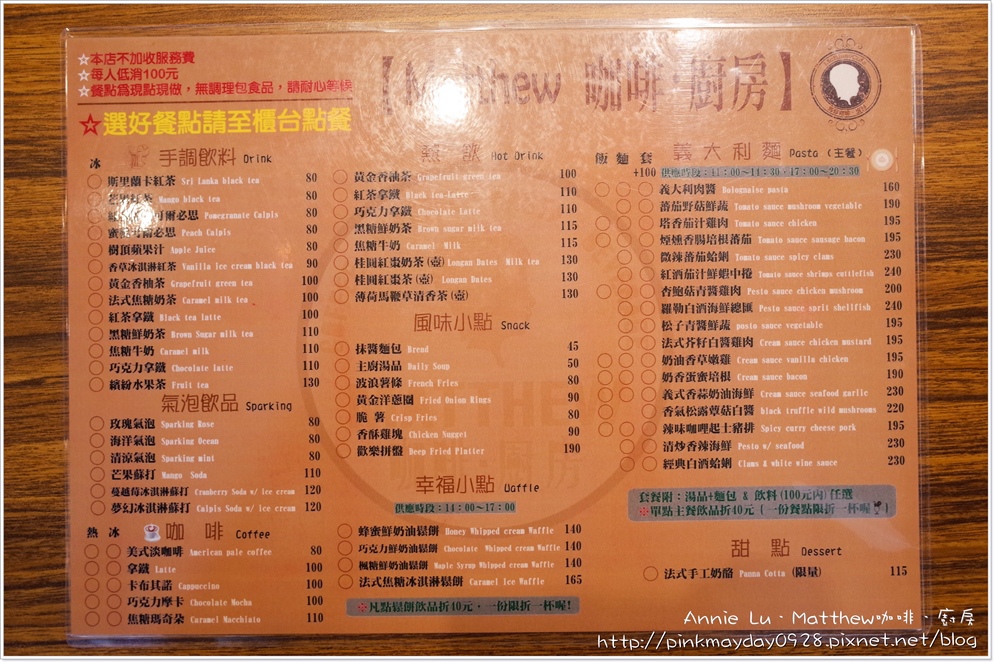 ☆本店不加收服務費
☆每人低消100元
☆餐點為現點現做，無調理包食品，請耐心等候
☆選好餐點請至櫃台點餐
【Matthew 咖啡 廚房】
冰 手調飲料 Drink
斯里蘭卡紅茶 Sri Lanka black tea 80
Mango black tea 80
Pomegranate Calpis 80
Peach Calpis 80
樹頂蘋果汁 Apple Juice 80
香草冰淇淋紅茶 Vanilla Ice cream black tea 90
黃金香柚茶 Grapefruit green tea 100
法式焦糖奶茶 Caramel milk tea 100
紅茶拿鐵 Black tea latte 100
黑糖鮮奶茶 Brown Sugar milk tea 110
焦糖牛奶 Caramel milk 110
巧克力拿鐵 Chocolate latte 110
繽紛水果茶 Fruit tea 130
氣泡飲品 Sparking
玫瑰氣泡 Sparking Rose 80
海洋氣泡 Sparking Ocean 80
清涼氣泡 Sparking mint 80
芒果蘇打 Mango Soda 110
蔓越莓冰淇淋蘇打 Cranberry Soda w/ ice cream 120
夢幻冰淇淋蘇打 Calpis Soda w/ ice cream 120
熱 冰 咖 啡 Coffee
美式淡咖啡 American pale coffee 80
拿鐵 Latte 100
卡布其諾 Cappuccino 100
巧克力摩卡 Chocolate Mocha 100
焦糖瑪奇朵 Caramel Macchiato 110
熱 飲 Hot Drink
黃金香柚茶 Grapefruit green tea 100
紅茶拿鐵 Black tea Latte 110
巧克力拿鐵 Chocolate Latte 110
黑糖鮮奶茶 Brown sugar milk tea 115
焦糖牛奶 Caramel Milk 115
桂圓紅棗奶茶(壺) Longan Dates Milk tea 130
桂圓紅棗茶(壺) Longan Dates 130
薄荷馬鞭草清香茶(壺) 130
風味小點 Snack
抹醬麵包 Bread 45
主廚湯品 Daily Soup 50
波浪薯條 French Fries 80
黃金洋蔥圈 Fried Onion Rings 90
脆 薯 Crisp Fries 80
香酥雞塊 Chicken Nugget 90
歡樂拼盤 Deep Fried Platter 190
幸福小點 Waffle
供應時段：14：00~17：00
蜂蜜鮮奶油鬆餅 Honey Whipped cream Waffle 140
巧克力鮮奶油鬆餅 Chocolate Whipped cream Waffle 140
楓糖鮮奶油鬆餅 Maple Syrup Whipped cream Waffle 140
法式焦糖冰淇淋鬆餅 Caramel ice Waffle 165
※凡點鬆餅飲品折40元，一份限折一杯喔！
飯 麵 套 義大利麵 Pasta (主餐)
+100 供應時段：11：00~14：30、17：00~20：30
義大利肉醬 Bolognaise pasta 160
蕃茄野菇鮮蔬 Tomato sauce mushroom vegetable 190
塔香茄汁雞肉 Tomato sauce chicken 195
煙燻香腸培根蕃茄 Tomato sauce sausage bacon 195
微辣蕃茄蛤蜊 Tomato sauce spicy clams 230
紅酒茄汁鮮蝦中捲 Tomato sauce shrimps cuttlefish 240
杏鮑菇青醬雞肉 Pesto sauce chicken mushroom 200
羅勒白酒海鮮總匯 Pesto sauce sprit shellfish 240
松子青醬鮮蔬 pasto sauce vegetable 195
法式芥籽白醬雞肉 Cream sauce chicken mustard 195
奶油香草嫩雞 Cream sauce vanilla chicken 195
奶香蛋蜜培根 Cream sauce bacon 190
義式香蒜奶油海鮮 Cream sauce seafood garlic 230
香氣松露蕈菇白醬 black truffle wild mushrooms 220
辣味咖哩起士豬排 Spicy curry cheese pork 195
清炒香辣海鮮 Pesto w/ seafood 230
經典白酒蛤蜊 Clams & white wine sauce 230
套餐附：湯品+麵包 & 飲料(100元內)任選
※單點主餐飲品折40元 (一份餐點限折一杯喔)
甜 點 Dessert
法式手工奶酪 Panna Cotta (限量) 115
Annie Lu、Matthew咖啡、廚房
http://pinkmayday0928.pixnet.net/blog